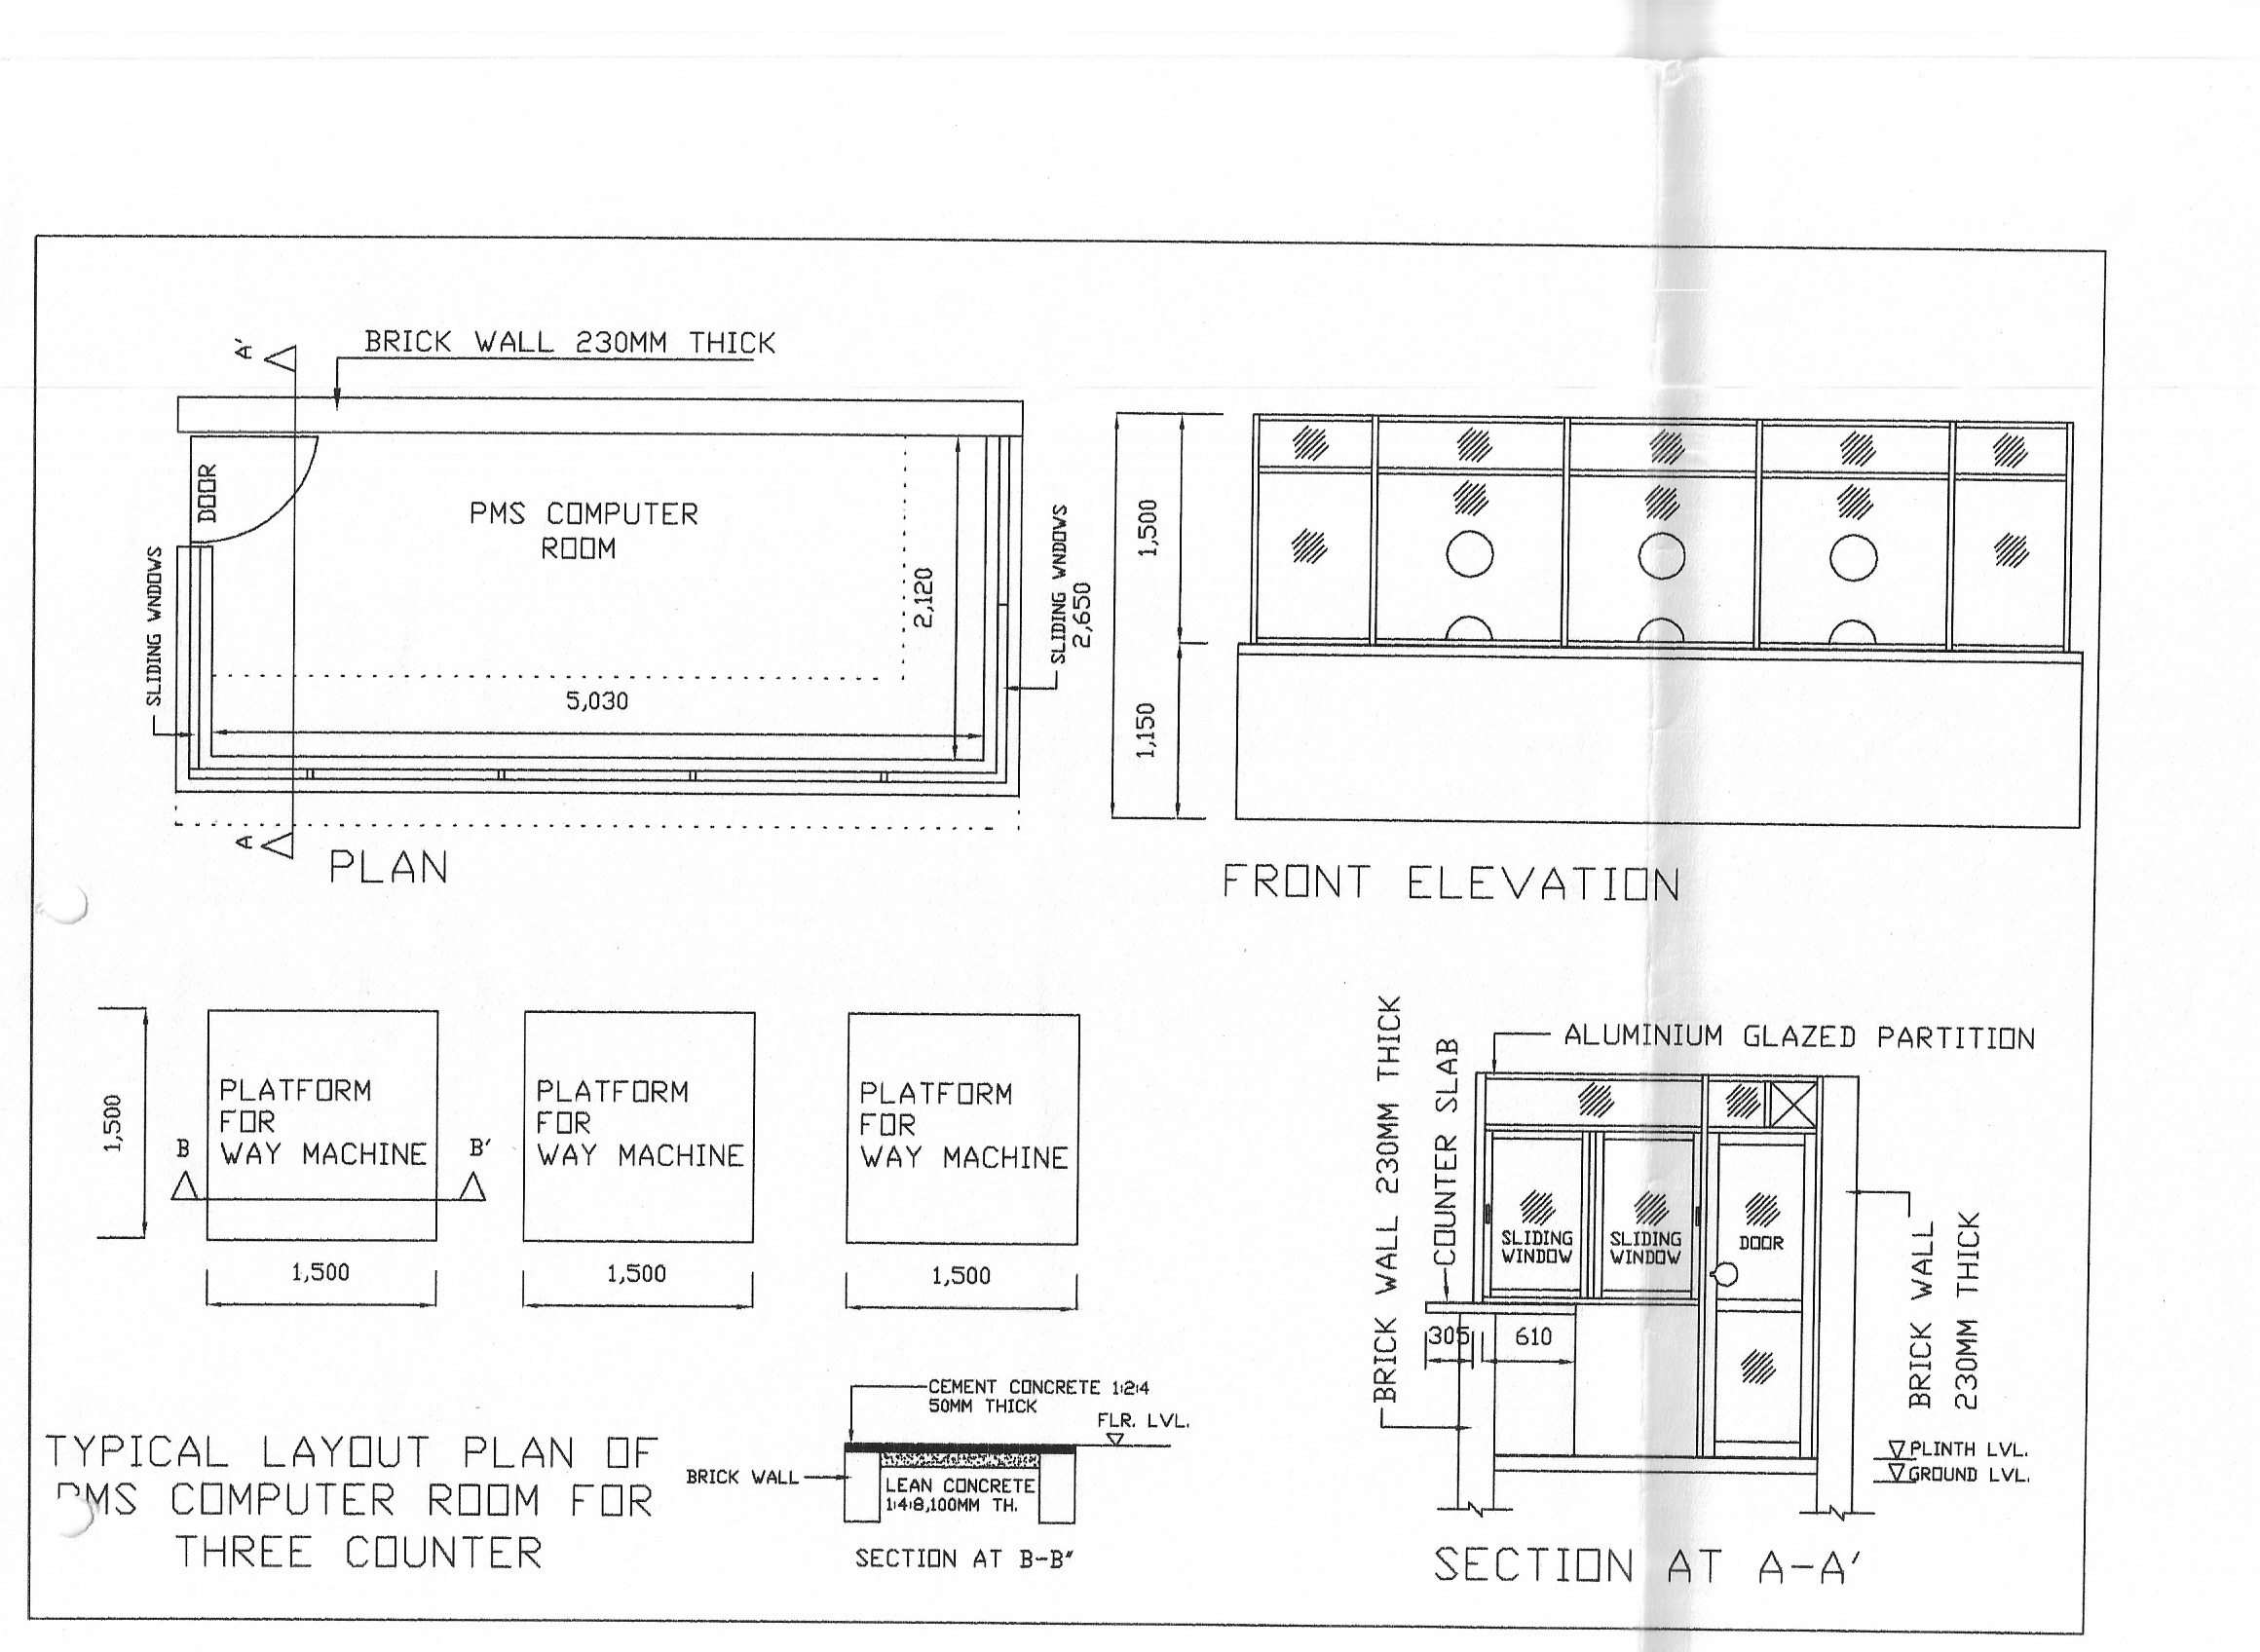 A'
BRICK WALL 230MM THICK
DOOR
PMS COMPUTER
ROOM
SLIDING WNDOWS
2,120
SLIDING WNDOWS
2,650
5,030
A
PLAN
1,500
1,150
FRONT ELEVATION
1,500
PLATFORM
FOR
WAY MACHINE
B
B'
1,500
PLATFORM
FOR
WAY MACHINE
1,500
PLATFORM
FOR
WAY MACHINE
1,500
TYPICAL LAYOUT PLAN OF
PMS COMPUTER ROOM FOR
THREE COUNTER
CEMENT CONCRETE 1:2:4
50MM THICK
FLR. LVL.
BRICK WALL
LEAN CONCRETE
1:4:8,100MM TH.
SECTION AT B-B'
BRICK WALL 230MM THICK
COUNTER SLAB
ALUMINIUM GLAZED PARTITION
SLIDING
WINDOW
SLIDING
WINDOW
DOOR
305
610
BRICK WALL
230MM THICK
PLINTH LVL.
GROUND LVL.
SECTION AT A-A'